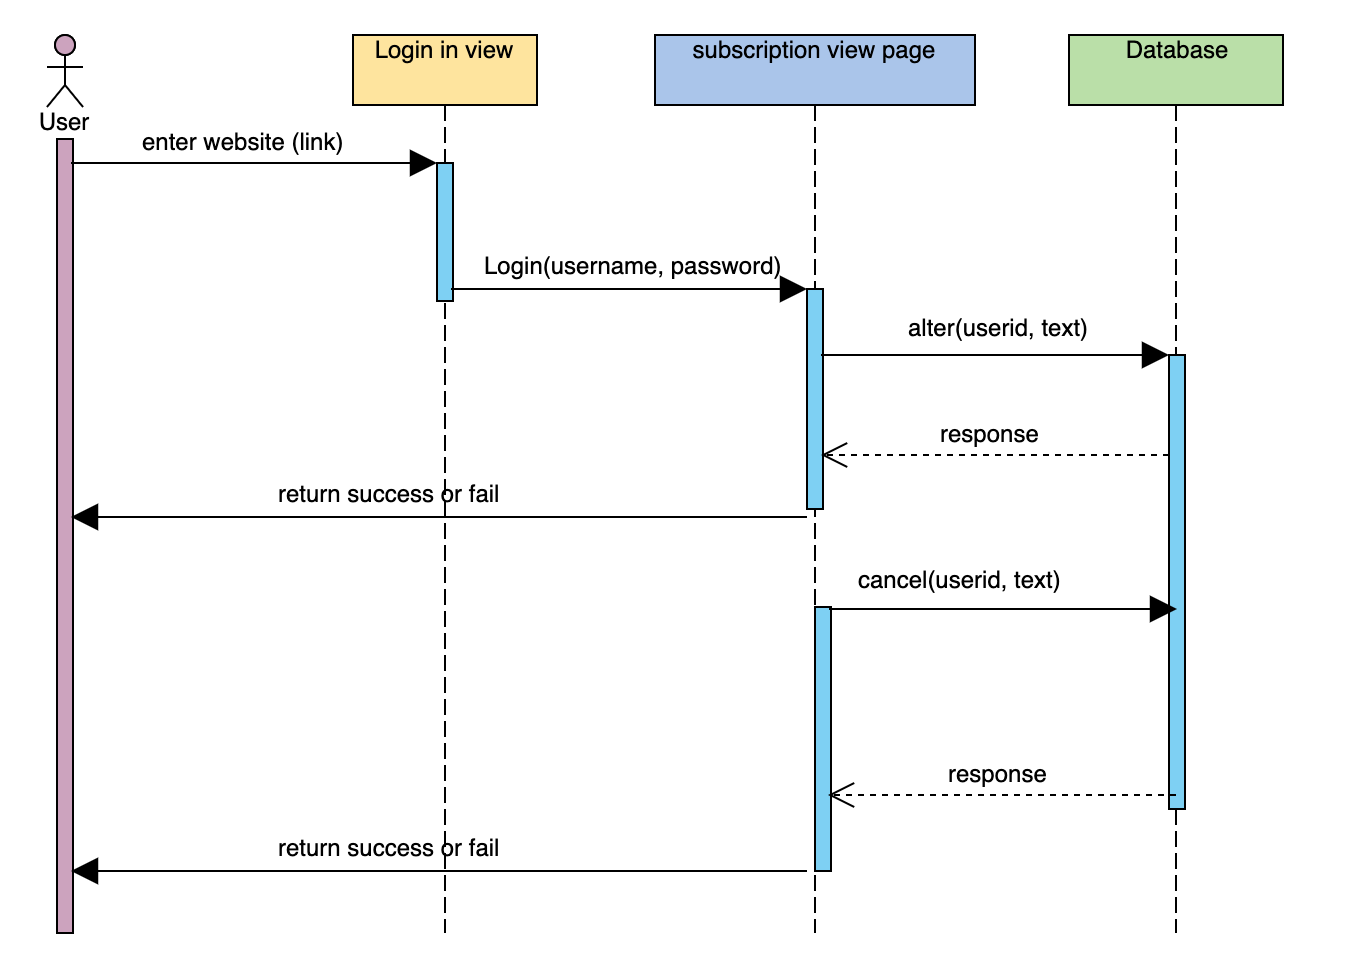 Login in view
subscription view page
Database
User
enter website (link)
Login(username, password)
alter(userid, text)
response
return success or fail
cancel(userid, text)
response
return success or fail